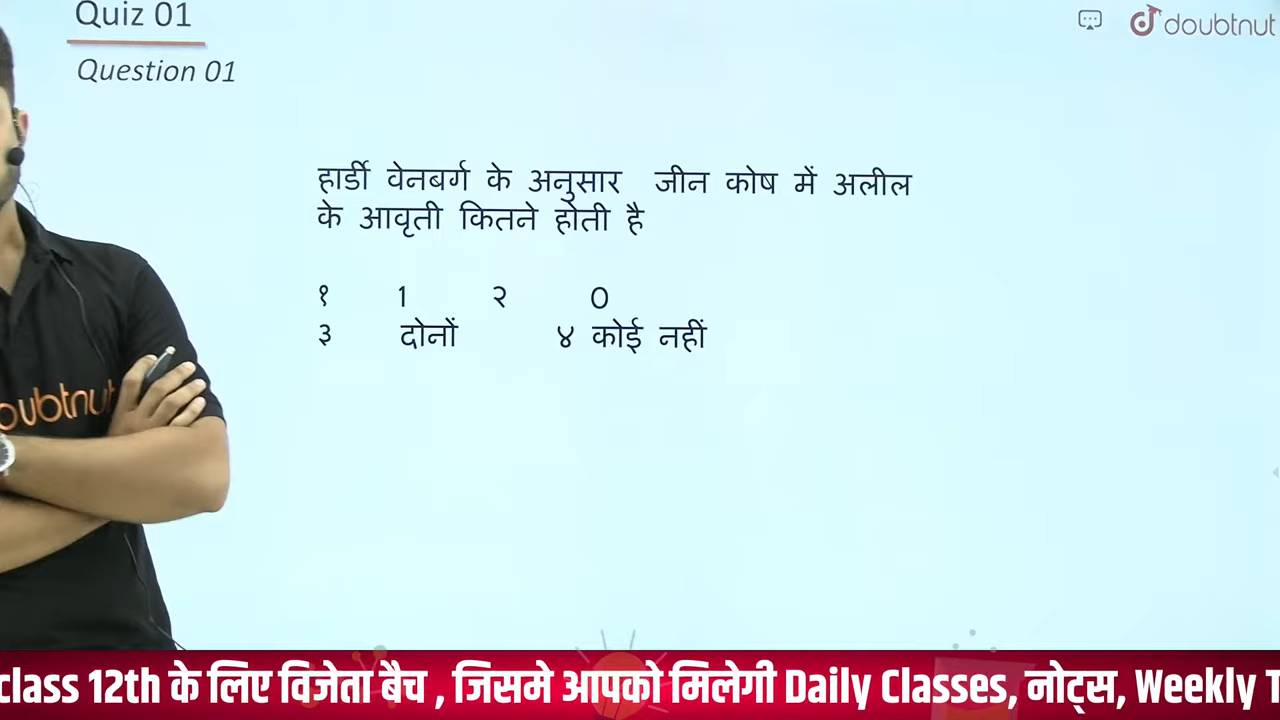 Quiz 01
doubtnut
Question 01
हार्डी वेनबर्ग के अनुसार जीन कोष में अलील
के आवृती कितने होती है
१ 1 २ 0
३ दोनों ४ कोई नहीं
oubtnut
class 12th के लिए विजेता बैच , जिसमे आपको मिलेगी Daily Classes, नोट्स, Weekly T